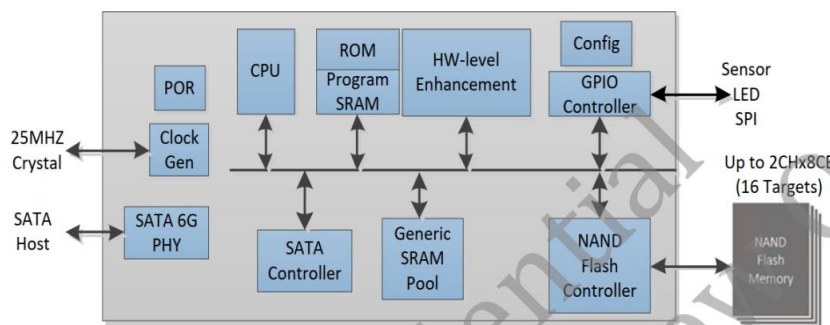 POR
CPU
ROM
Program
SRAM
HW-level
Enhancement
Config
GPIO
Controller
Sensor
LED
SPI
25MHZ
Crystal
Clock
Gen
SATA
Host
SATA 6G
PHY
SATA
Controller
Generic
SRAM
Pool
NAND
Flash
Controller
Up to 2CHx8CE
(16 Targets)
NAND
Flash
Memory